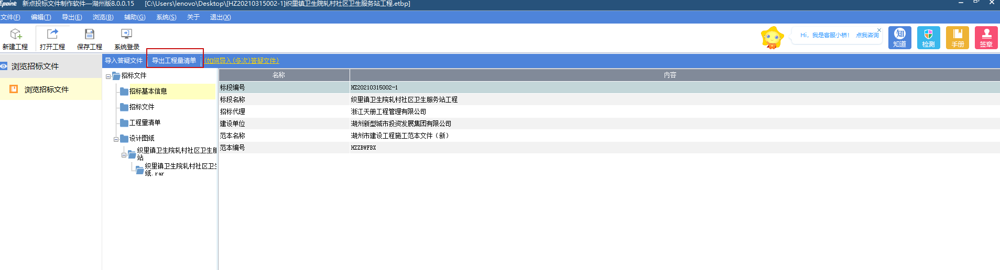 Epoint 新点投标文件制作软件—湖州版8.0.0.15 [C:\Users\lenovo\Desktop\[HZ20210315002-1]织里镇卫生院轧村社区卫生服务站工程.etbp]
文件(F) 编辑(T) 导出(E) 浏览(B) 辅助(G) 系统(S) 关于 退出(X)
新建工程 打开工程 保存工程 系统登录
Hi，我是客服小桥！ 点我咨询
知
知道 检测 手册 签章
浏览招标文件
浏览招标文件
导入答疑文件 导出工程量清单 (如何导入(多次)答疑文件)
招标文件
招标基本信息
招标文件
工程量清单
设计图纸
织里镇卫生院轧村社区卫生服
站
织里镇卫生院轧村社区卫生
纸.rar
名称 内容
标段编号 HZ20210315002-1
标段名称 织里镇卫生院轧村社区卫生服务站工程
招标代理 浙江天册工程管理有限公司
建设单位 湖州新型城市投资发展集团有限公司
范本名称 湖州市建设工程施工范本文件（新）
范本编号 HZZBWFBX